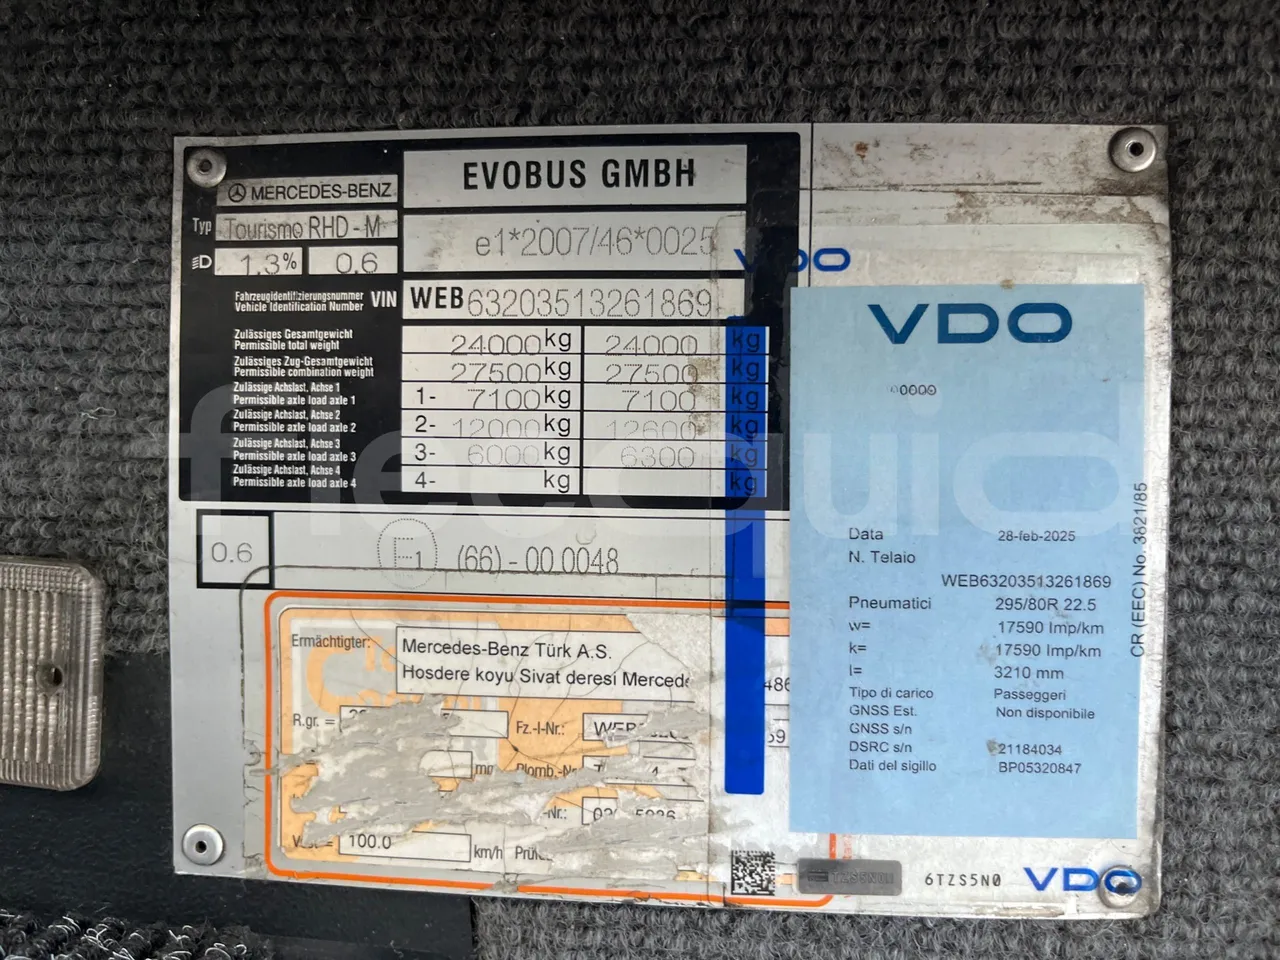 MERCEDES-BENZ
EVOBUS GMBH
Typ
Tourismo RHD - M
e1*2007/46*0025
1.3%
0.6
Fahrzeugidentifizierungsnummer
Vehicle Identification Number
VIN
WEB 63203513261869
Zulässiges Gesamtgewicht
Permissible total weight
24000 kg 24000 kg
Zulässiges Zug-Gesamtgewicht
Permissible combination weight
27500 kg 27500 kg
Zulässige Achslast, Achse 1
Permissible axle load axle 1
1- 7100 kg 7100 kg
Zulässige Achslast, Achse 2
Permissible axle load axle 2
2- 12000 kg 12600 kg
Zulässige Achslast, Achse 3
Permissible axle load axle 3
3- 6000 kg 6300 kg
Zulässige Achslast, Achse 4
Permissible axle load axle 4
4- kg kg
0.6
E1
(66) - 00 0048
Ermächtigter:
Mercedes-Benz Türk A.S.
Hosdere koyu Sivat deresi Mercede
R.gr. =
Fz.-I-Nr.:
100.0
km/h
VDO
VDO
Data 28-feb-2025
N. Telaio
WEB63203513261869
Pneumatici 295/80R 22.5
w= 17590 Imp/km
k= 17590 Imp/km
l= 3210 mm
Tipo di carico Passeggeri
GNSS Est. Non disponibile
GNSS s/n
DSRC s/n 21184034
Dati del sigillo BP05320847
CR (EEC) No. 3821/85
6TZS5N0
VDO
fleequid